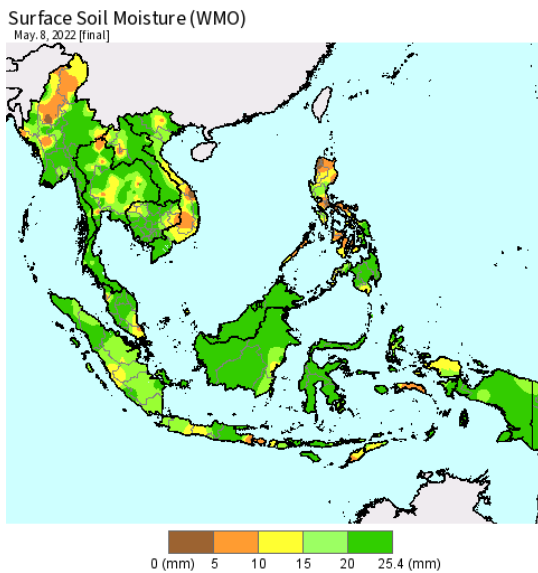 Surface Soil Moisture (WMO)
May. 8, 2022 [final]
0 (mm) 5 10 15 20 25.4 (mm)